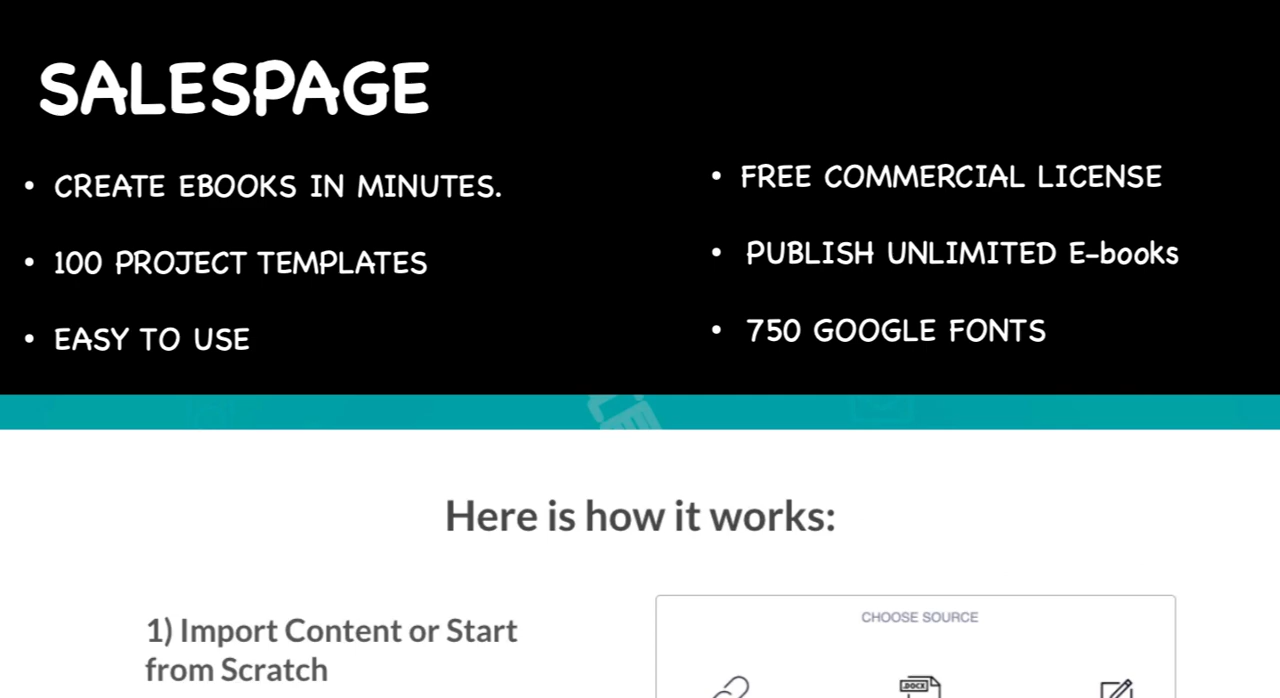 SALESPAGE
• CREATE EBOOKS IN MINUTES.
• 100 PROJECT TEMPLATES
• EASY TO USE
• FREE COMMERCIAL LICENSE
• PUBLISH UNLIMITED E-books
• 750 GOOGLE FONTS
Here is how it works:
1) Import Content or Start
from Scratch
CHOOSE SOURCE
.DOCX